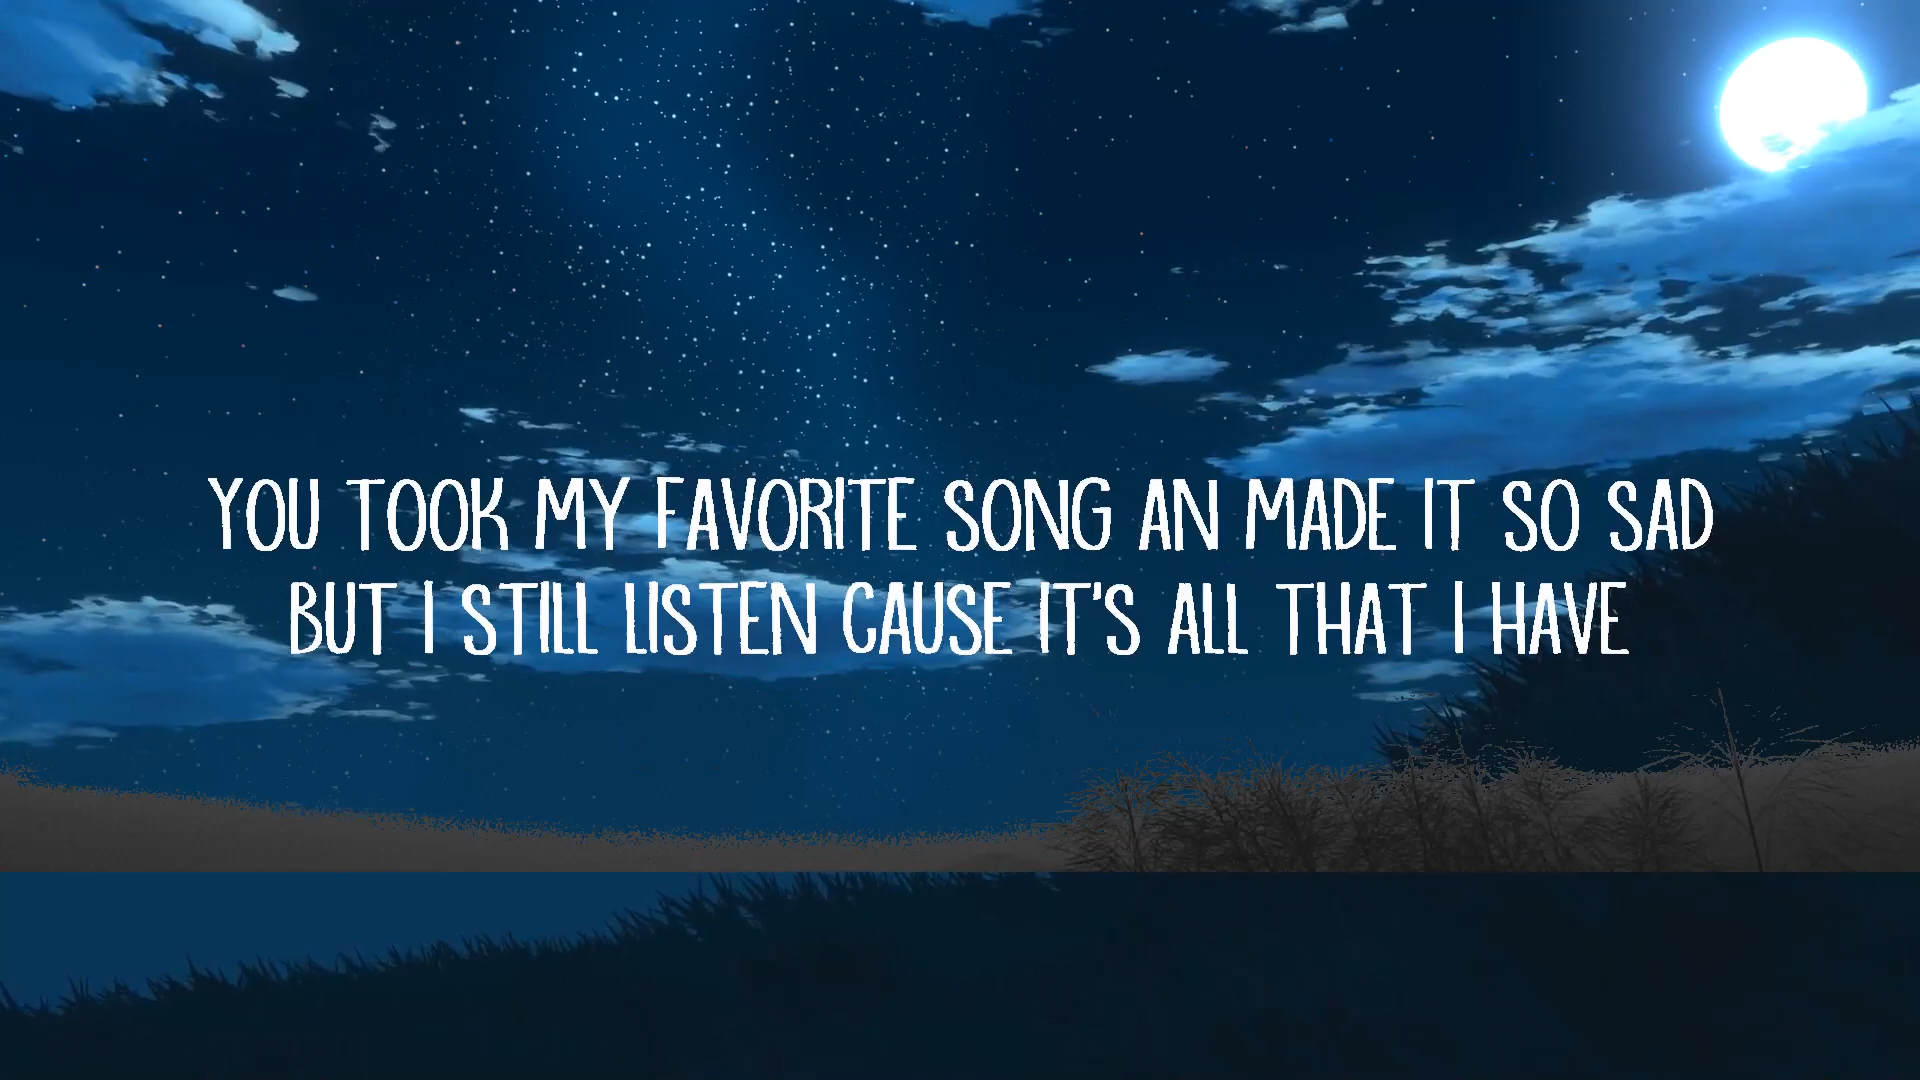 YOU TOOK MY FAVORITE SONG AN MADE IT SO SAD
BUT I STILL LISTEN CAUSE IT'S ALL THAT I HAVE